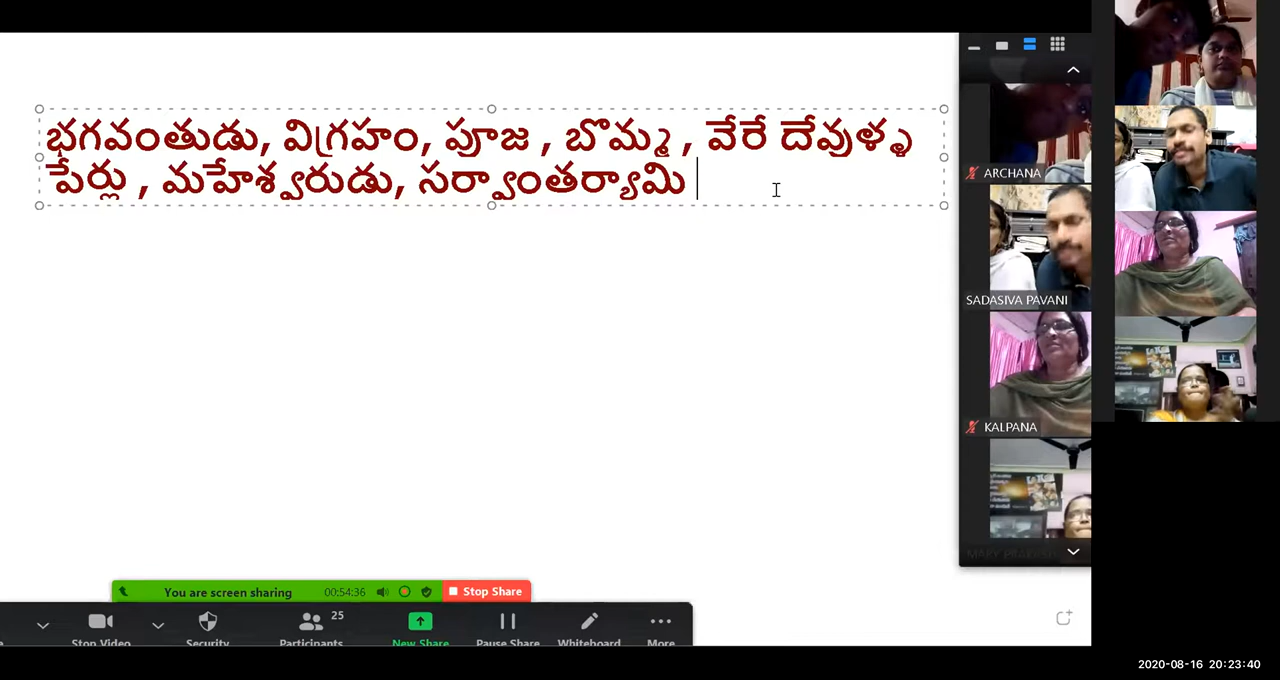 భగవంతుడు, విగ్రహం, పూజ , బొమ్మ , వేరే దేవుళ్ళ
పేర్లు , మహేశ్వరుడు, సర్వాంతర్యామి
ARCHANA
SADASIVA PAVANI
KALPANA
You are screen sharing 00:54:36 Stop Share
25
Stop Video Security Participants New Share Pause Share Whiteboard More
2020-08-16 20:23:40